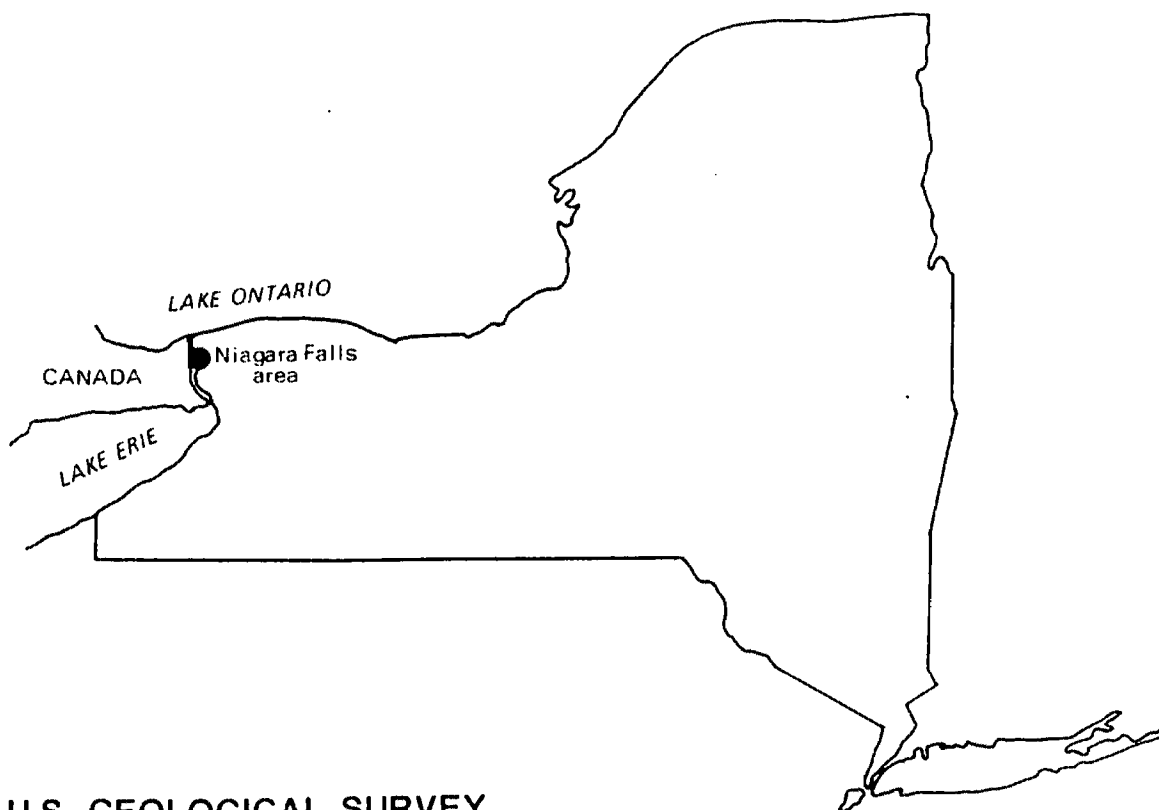 LAKE ONTARIO
Niagara Falls
area
CANADA
LAKE ERIE
U.S. GEOLOGICAL SURVEY